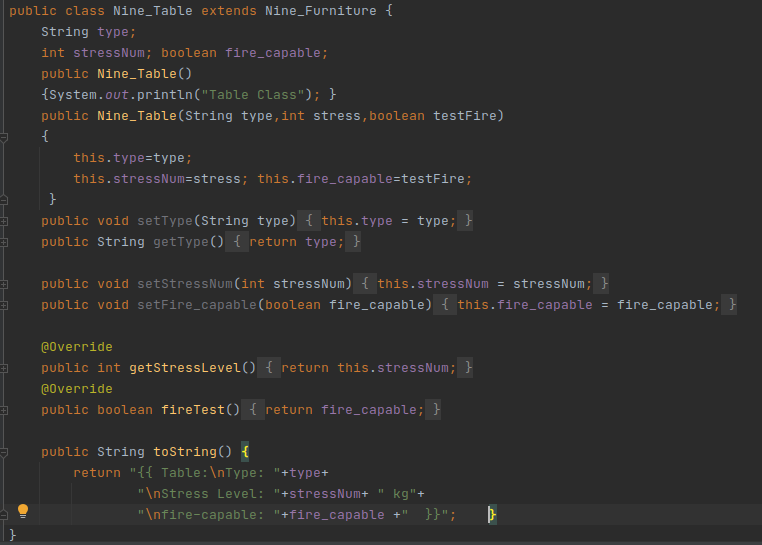 public class Nine_Table extends Nine_Furniture {
    String type;
    int stressNum; boolean fire_capable;
    public Nine_Table()
    {System.out.println("Table Class"); }
    public Nine_Table(String type,int stress,boolean testFire)
    {
        this.type=type;
        this.stressNum=stress; this.fire_capable=testFire;
     }
    public void setType(String type) { this.type = type; }
    public String getType() { return type; }
    public void setStressNum(int stressNum) { this.stressNum = stressNum; }
    public void setFire_capable(boolean fire_capable) { this.fire_capable = fire_capable; }
    @Override
    public int getStressLevel() { return this.stressNum; }
    @Override
    public boolean fireTest() { return fire_capable; }
    public String toString() {
        return "{{ Table:\nType: "+type+
                "\nStress Level: "+stressNum+ " kg"+
                "\nfire-capable: "+fire_capable +"  }}";    }
}